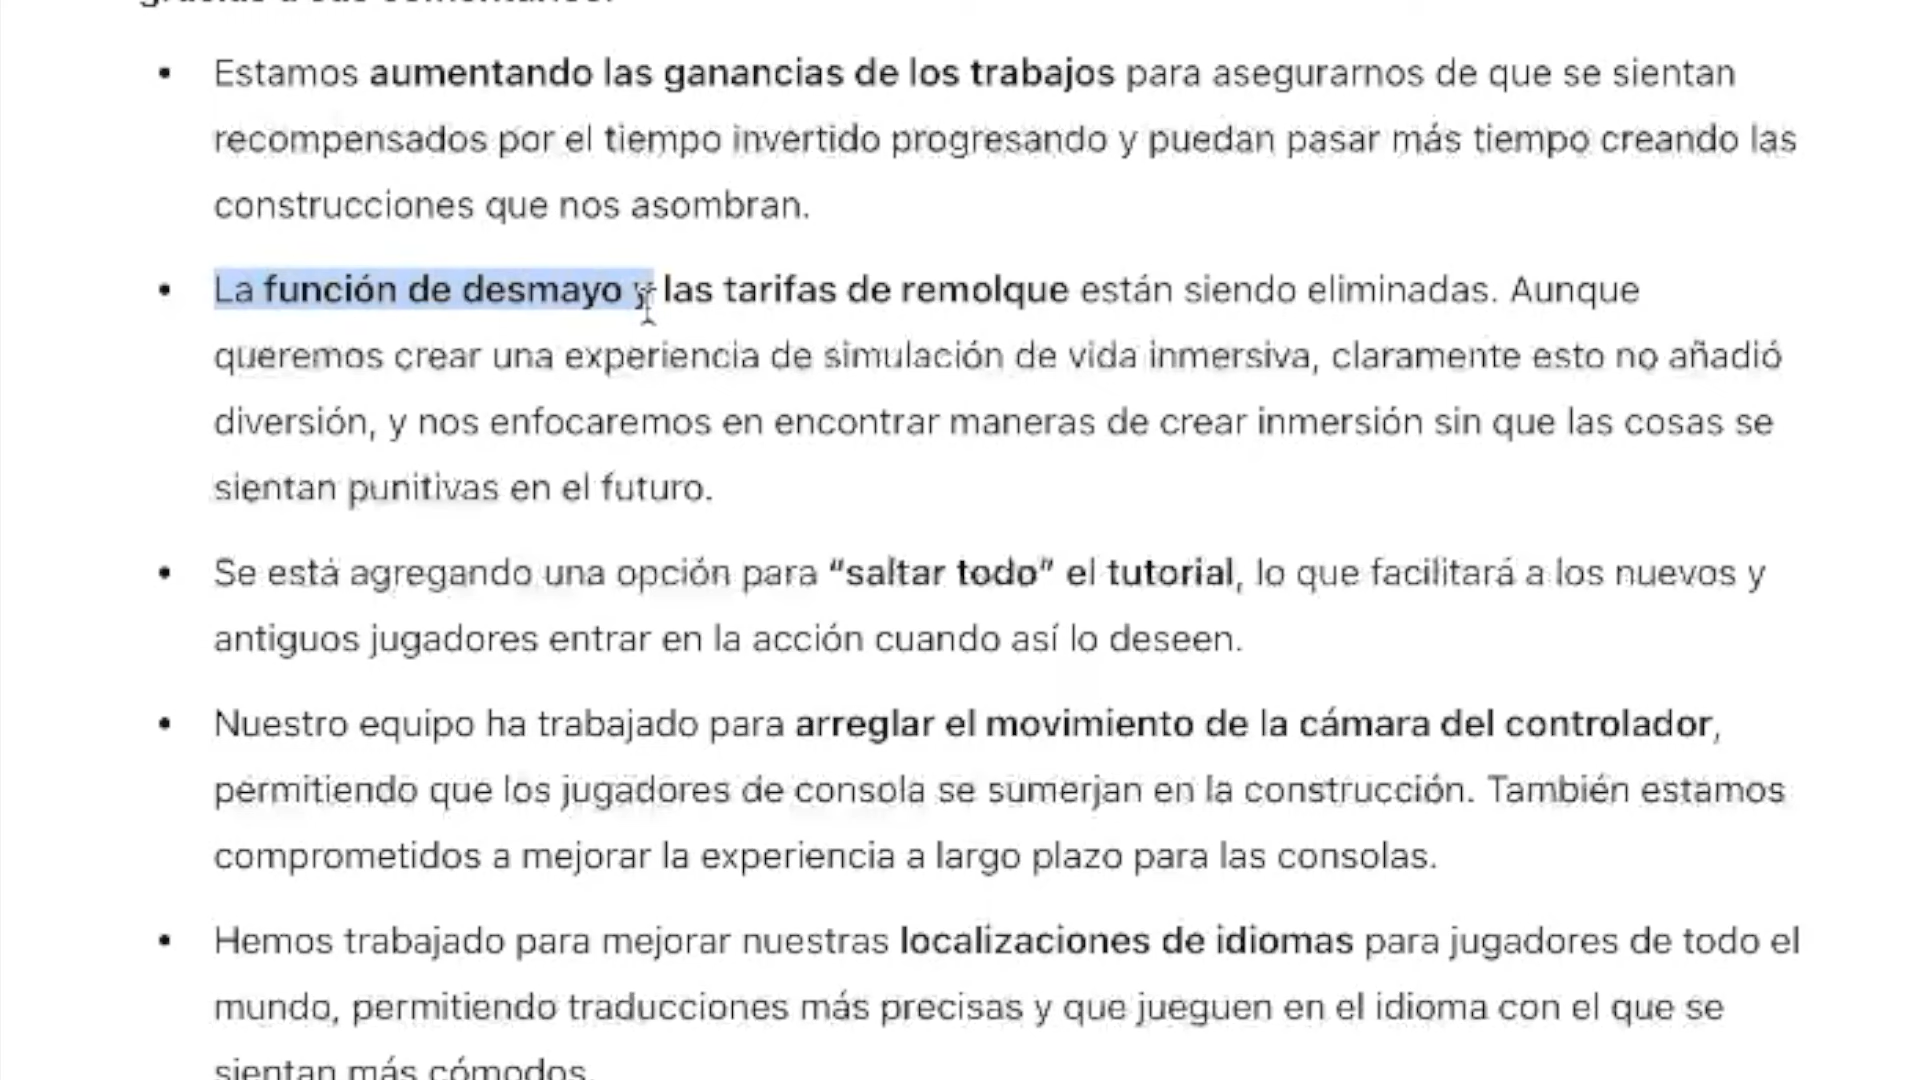 gracias a sus comentarios.
• Estamos aumentando las ganancias de los trabajos para asegurarnos de que se sientan
recompensados por el tiempo invertido progresando y puedan pasar más tiempo creando las
construcciones que nos asombran.
• La función de desmayo y las tarifas de remolque están siendo eliminadas. Aunque
queremos crear una experiencia de simulación de vida inmersiva, claramente esto no añadió
diversión, y nos enfocaremos en encontrar maneras de crear inmersión sin que las cosas se
sientan punitivas en el futuro.
• Se está agregando una opción para “saltar todo” el tutorial, lo que facilitará a los nuevos y
antiguos jugadores entrar en la acción cuando así lo deseen.
• Nuestro equipo ha trabajado para arreglar el movimiento de la cámara del controlador,
permitiendo que los jugadores de consola se sumerjan en la construcción. También estamos
comprometidos a mejorar la experiencia a largo plazo para las consolas.
• Hemos trabajado para mejorar nuestras localizaciones de idiomas para jugadores de todo el
mundo, permitiendo traducciones más precisas y que jueguen en el idioma con el que se
sientan más cómodos.